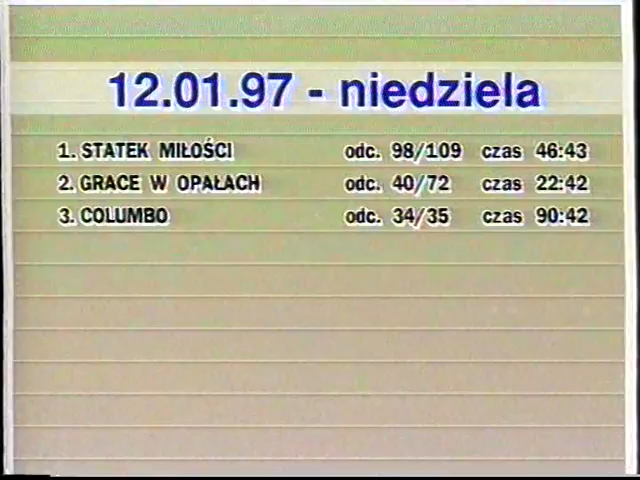 12.01.97 - niedziela
1. STATEK MIŁOŚCI odc. 98/109 czas 46:43
2. GRACE W OPAŁACH odc. 40/72 czas 22:42
3. COLUMBO odc. 34/35 czas 90:42